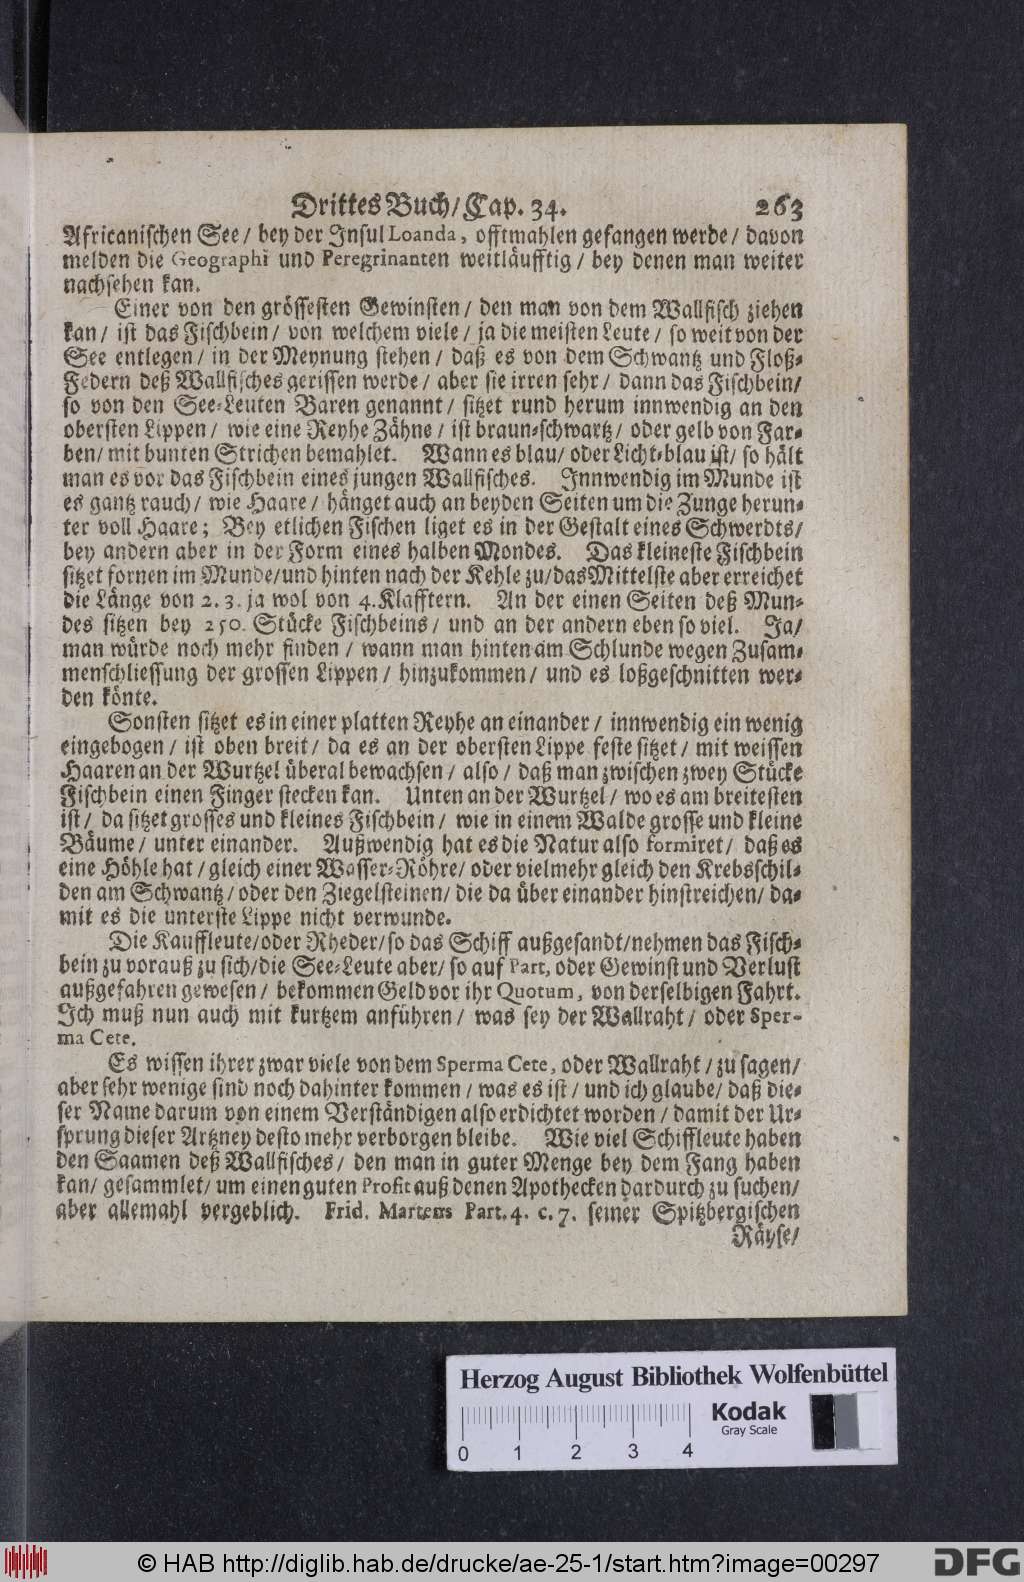 Drittes Buch/ Cap. 34. 263
Africanischen See/ bey der Insul Loanda, offtmahlen gefangen werde/ davon
melden die Geographi und Peregrinanten weitläufftig/ bey denen man weiter
nachsehen kan.
Einer von den grössesten Gewinsten/ den man von dem Wallfisch ziehen
kan/ ist das Fischbein/ von welchem viele/ ja die meisten Leute/ so weit von der
See entlegen/ in der Meynung stehen/ daß es von dem Schwantz und Floß-
Federn deß Wallfisches gerissen werde/ aber sie irren sehr/ dann das Fischbein/
so von den See-Leuten Baren genannt/ sitzet rund herum innwendig an den
obersten Lippen/ wie eine Reyhe Zähne/ ist braun-schwartz/ oder gelb von Far-
ben/ mit bunten Strichen bemahlet. Wann es blau/ oder Licht-blau ist/ so hält
man es vor das Fischbein eines jungen Wallfisches. Innwendig im Munde ist
es gantz rauch/ wie Haare/ hänget auch an beyden Seiten um die Zunge herun-
ter voll Haare; Bey etlichen Fischen liget es in der Gestalt eines Schwerdts/
bey andern aber in der Form eines halben Mondes. Das kleineste Fischbein
sitzet fornen im Munde/ und hinten nach der Kehle zu/ das Mittelste aber erreichet
die Länge von 2. 3. ja wol von 4. Klafftern. An der einen Seiten deß Mun-
des sitzen bey 250. Stücke Fischbeins/ und an der andern eben so viel. Ja/
man würde noch mehr finden/ wann man hinten am Schlunde wegen Zusam-
menschliessung der grossen Lippen/ hinzukommen/ und es loßgeschnitten wer-
den könte.
Sonsten sitzet es in einer platten Reyhe an einander/ innwendig ein wenig
eingebogen/ ist oben breit/ da es an der obersten Lippe feste sitzet/ mit weissen
Haaren an der Wurtzel überal bewachsen/ also/ daß man zwischen zwey Stücke
Fischbein einen Finger stecken kan. Unten an der Wurtzel/ wo es am breitesten
ist/ da sitzet grosses und kleines Fischbein/ wie in einem Walde grosse und kleine
Bäume/ unter einander. Außwendig hat es die Natur also formiret/ daß es
eine Höhle hat/ gleich einer Wasser-Röhre/ oder vielmehr gleich den Krebsschil-
den am Schwantz/ oder den Ziegelsteinen/ die da über einander hinstreichen/ da-
mit es die unterste Lippe nicht verwunde.
Die Kauffleute/ oder Rheder/ so das Schiff außgesandt/ nehmen das Fisch-
bein zu vorauß zu sich/ die See-Leute aber/ so auf Part, oder Gewinst und Verlust
außgefahren gewesen/ bekommen Geld vor ihr Quotum, von derselbigen Fahrt.
Ich muß nun auch mit kurtzem anführen/ was sey der Wallraht/ oder Sper-
ma Cete.
Es wissen ihrer zwar viele von dem Sperma Cete, oder Wallraht/ zu sagen/
aber sehr wenige sind noch dahinter kommen/ was es ist/ und ich glaube/ daß die-
ser Name darum von einem Verständigen also erdichtet worden/ damit der Ur-
sprung dieser Artzney desto mehr verborgen bleibe. Wie viel Schiffleute haben
den Saamen deß Wallfisches/ den man in guter Menge bey dem Fang haben
kan/ gesammlet/ um einen guten Profit auß denen Apothecken dardurch zu suchen/
aber allemahl vergeblich. Frid. Martens Part. 4. c. 7. seiner Spitzbergischen
Räyse/
Herzog August Bibliothek Wolfenbüttel
Kodak
Gray Scale
0 1 2 3 4
© HAB http://diglib.hab.de/drucke/ae-25-1/start.htm?image=00297
DFG